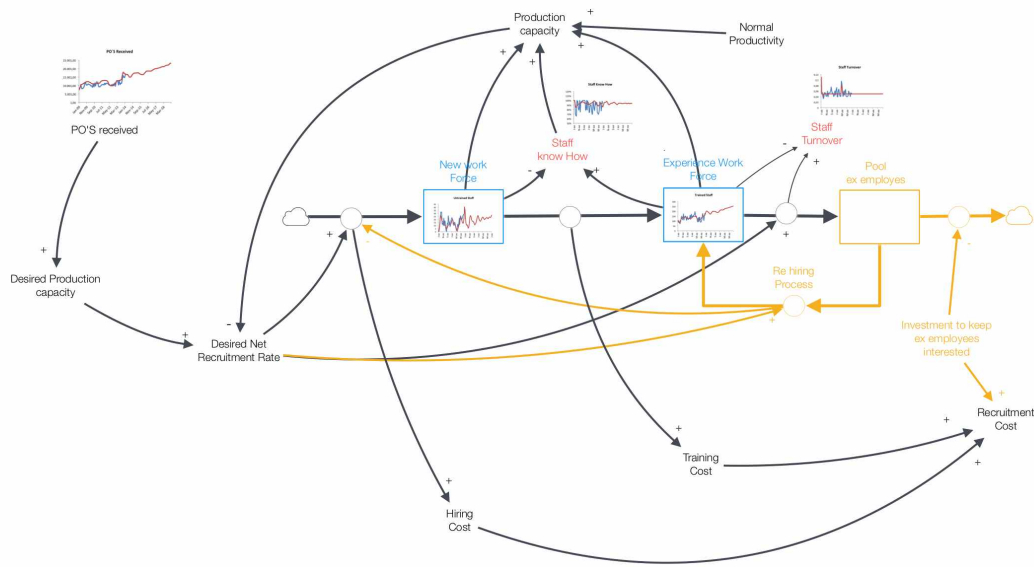 Production
capacity
Normal
Productivity
PO'S Received
PO'S received
Staff Know How
Staff Turnover
Staff
know How
Staff
Turnover
New work
Force
Experience Work
Force
Pool
ex employes
Trained Staff
Re hiring
Process
Desired Production
capacity
Desired Net
Recruitment Rate
Investment to keep
ex employees
interested
Recruitment
Cost
Training
Cost
Hiring
Cost